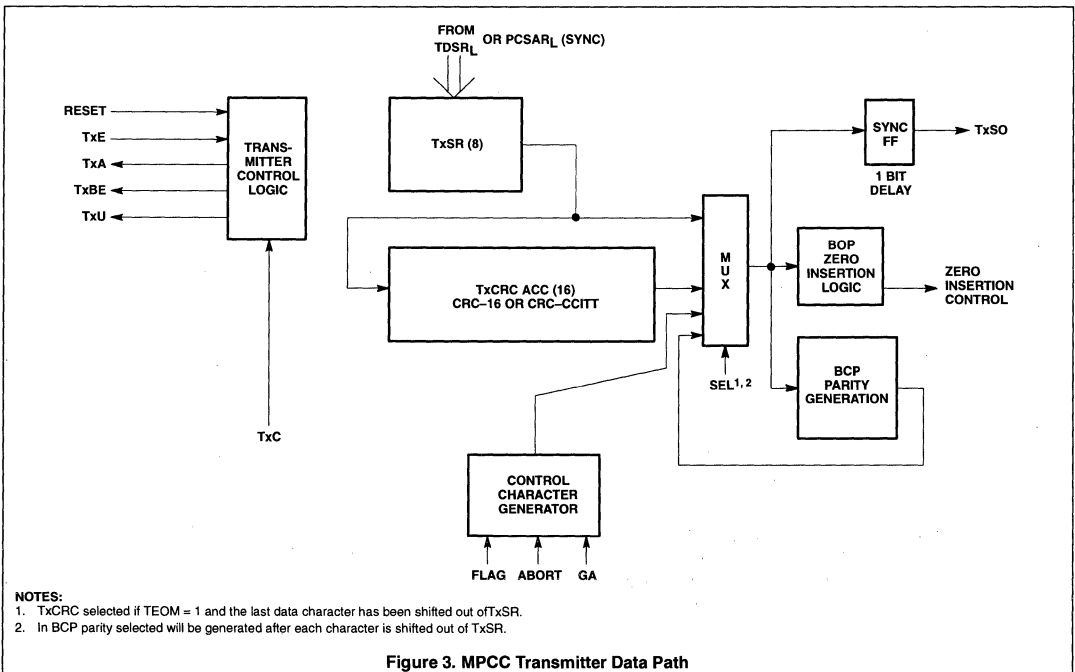 FROM
TDSRL OR PCSARL (SYNC)
RESET
TxE
TxA
TxBE
TxU
TRANS-
MITTER
CONTROL
LOGIC
TxC
TxSR (8)
TxCRC ACC (16)
CRC–16 OR CRC–CCITT
MUX
SEL1, 2
SYNC
FF
1 BIT
DELAY
TxSO
BOP
ZERO
INSERTION
LOGIC
ZERO
INSERTION
CONTROL
BCP
PARITY
GENERATION
CONTROL
CHARACTER
GENERATOR
FLAG ABORT GA
NOTES:
1. TxCRC selected if TEOM = 1 and the last data character has been shifted out ofTxSR.
2. In BCP parity selected will be generated after each character is shifted out of TxSR.
Figure 3. MPCC Transmitter Data Path